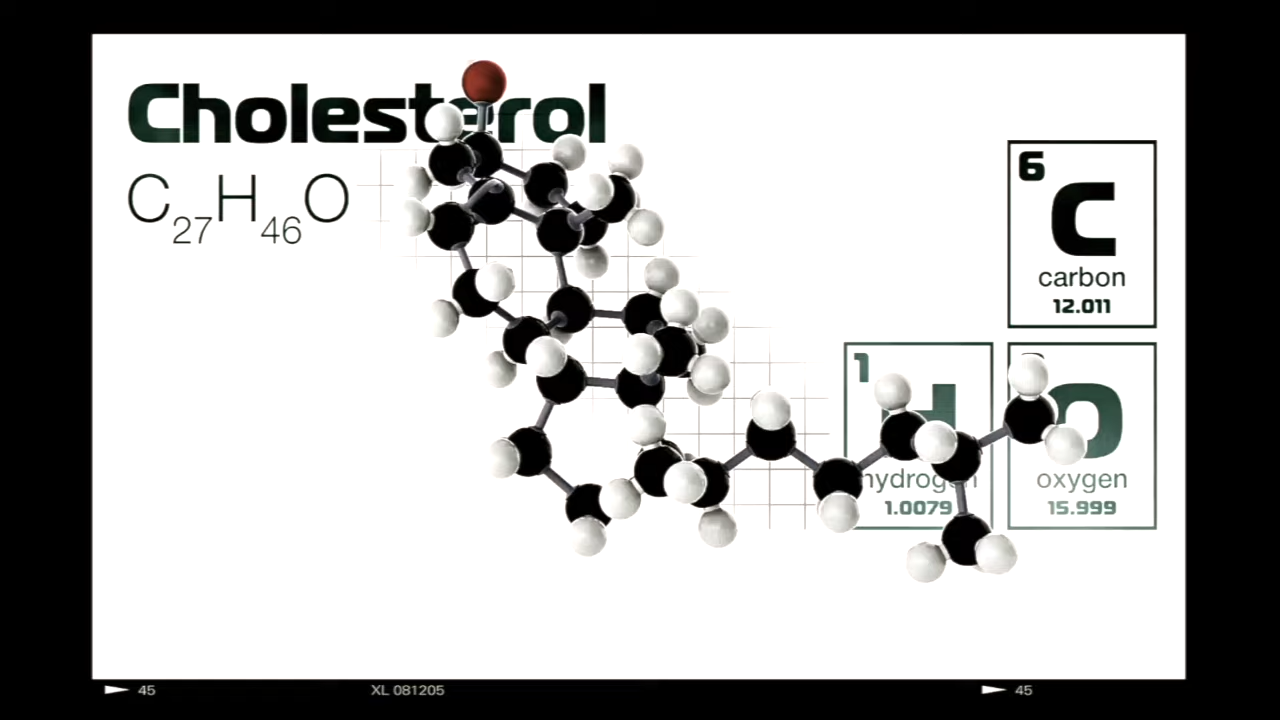 Cholesterol
C27H46O
6
C
carbon
12.011
1
H
hydrogen
1.0079
O
oxygen
15.999
45
XL 081205
45